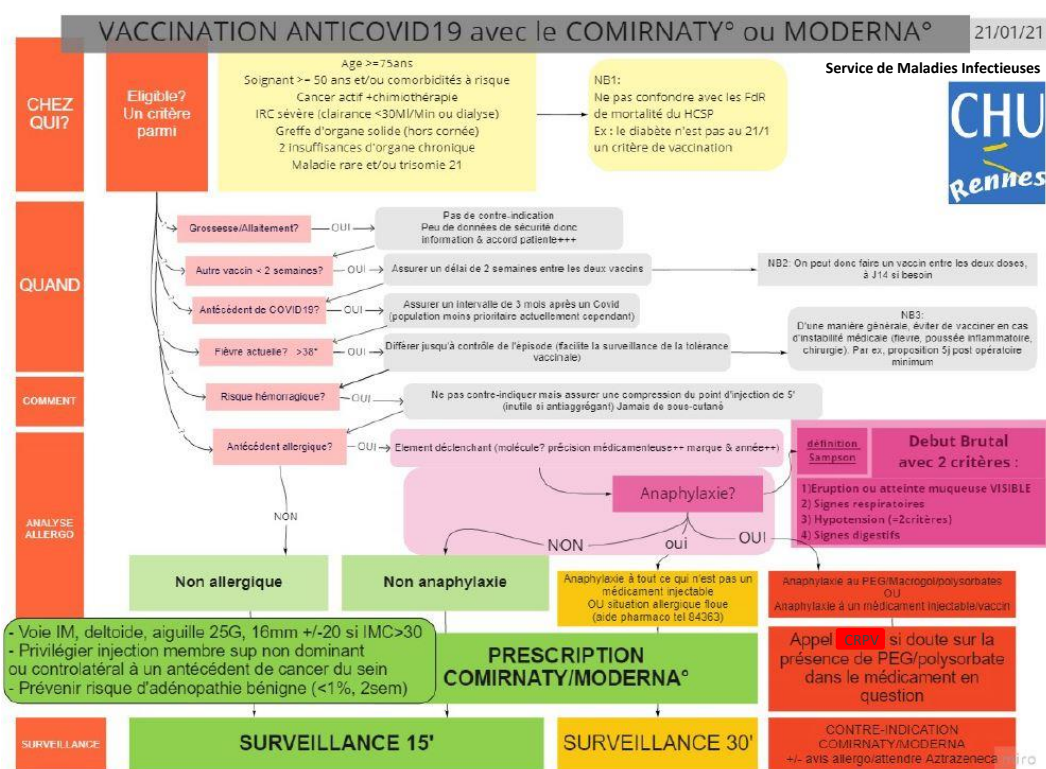 VACCINATION ANTICOVID19 avec le COMIRNATY° ou MODERNA°
21/01/21
Service de Maladies Infectieuses
CHU
Rennes
CHEZ
QUI?
Eligible?
Un critère
parmi
Age >=75ans
Soignant >= 50 ans et/ou comorbidités à risque
Cancer actif +chimiothérapie
IRC sévère (clairance <30Ml/Min ou dialyse)
Greffe d'organe solide (hors cornée)
2 insuffisances d'organe chronique
Maladie rare et/ou trisomie 21
NB1:
Ne pas confondre avec les FdR
de mortalité du HCSP
Ex : le diabète n'est pas au 21/1
un critère de vaccination
QUAND
Grossesse/Allaitement?
OUI
Pas de contre-indication
Peu de données de sécurité donc
information & accord patiente+++
Autre vaccin < 2 semaines?
OUI
Assurer un délai de 2 semaines entre les deux vaccins
NB2: On peut donc faire un vaccin entre les deux doses,
à J14 si besoin
Antécédent de COVID19?
OUI
Assurer un intervalle de 3 mois après un Covid
(population moins prioritaire actuellement cependant)
Fièvre actuelle? >38°
OUI
Différer jusqu'à contrôle de l'épisode (facilite la surveillance de la tolérance
vaccinale)
NB3:
D'une manière générale, éviter de vacciner en cas
d'instabilité médicale (fièvre, poussée inflammatoire,
chirurgie). Par ex, proposition 5j post opératoire
minimum
COMMENT
Risque hémorragique?
OUI
Ne pas contre-indiquer mais assurer une compression du point d'injection de 5'
(inutile si antiaggrégant) Jamais de sous-cutané
ANALYSE
ALLERGO
Antécédent allergique?
OUI
Element déclenchant (molécule? précision médicamenteuse++ marque & année++)
définition
Sampson
Debut Brutal
avec 2 critères :
1)Eruption ou atteinte muqueuse VISIBLE
2) Signes respiratoires
3) Hypotension (=2critères)
4) Signes digestifs
Anaphylaxie?
NON
NON
oui
OUI
Non allergique
Non anaphylaxie
Anaphylaxie à tout ce qui n'est pas un
médicament injectable
OU situation allergique floue
(aide pharmaco tel 84363)
Anaphylaxie au PEG/Macrogol/polysorbates
OU
Anaphylaxie à un médicament injectable/vaccin
- Voie IM, deltoide, aiguille 25G, 16mm +/-20 si IMC>30
- Privilégier injection membre sup non dominant
ou controlatéral à un antécédent de cancer du sein
- Prévenir risque d'adénopathie bénigne (<1%, 2sem)
PRESCRIPTION
COMIRNATY/MODERNA°
Appel CRPV si doute sur la
présence de PEG/polysorbate
dans le médicament en
question
SURVEILLANCE
SURVEILLANCE 15'
SURVEILLANCE 30'
CONTRE-INDICATION
COMIRNATY/MODERNA
+/- avis allergo/attendre Aztrazeneca
miro